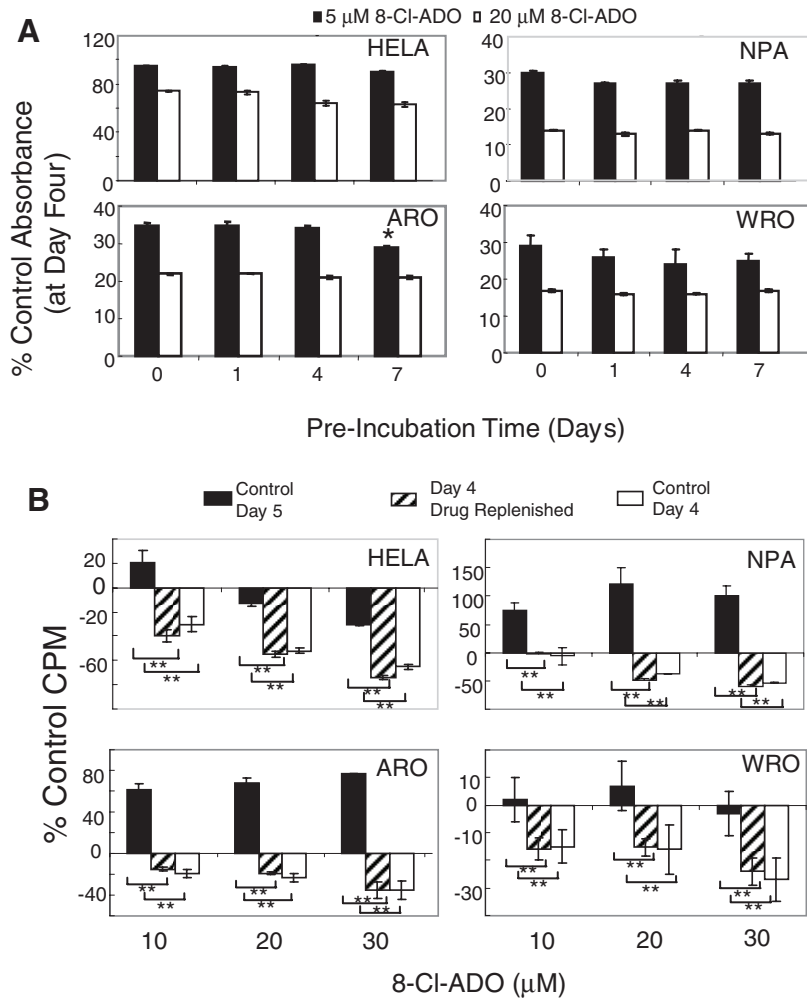 A
■ 5 μM 8-Cl-ADO □ 20 μM 8-Cl-ADO
% Control Absorbance
(at Day Four)
HELA
120
80
40
0
NPA
40
30
20
10
0
ARO
*
40
30
20
10
0
0 1 4 7
WRO
40
30
20
10
0
0 1 4 7
Pre-Incubation Time (Days)
B
Control
Day 5
Day 4
Drug Replenished
Control
Day 4
% Control CPM
HELA
20
0
-20
-60
** ** **
** ** **
NPA
150
100
50
0
-50
** ** **
** ** **
ARO
80
40
0
-40
** ** **
** ** **
10 20 30
WRO
10
0
-10
-30
** ** **
** ** **
10 20 30
8-Cl-ADO (μM)